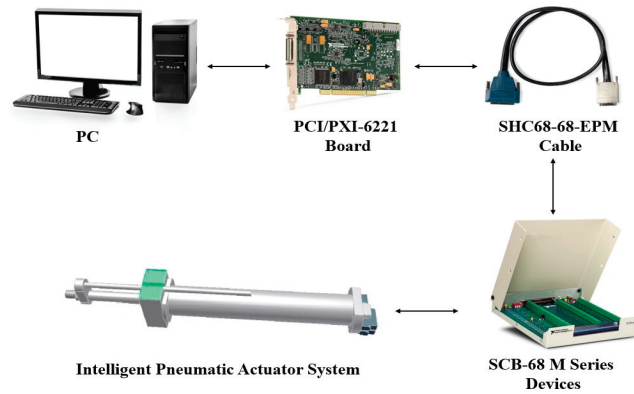 PC
PCI/PXI-6221
Board
SHC68-68-EPM
Cable
Intelligent Pneumatic Actuator System
SCB-68 M Series
Devices